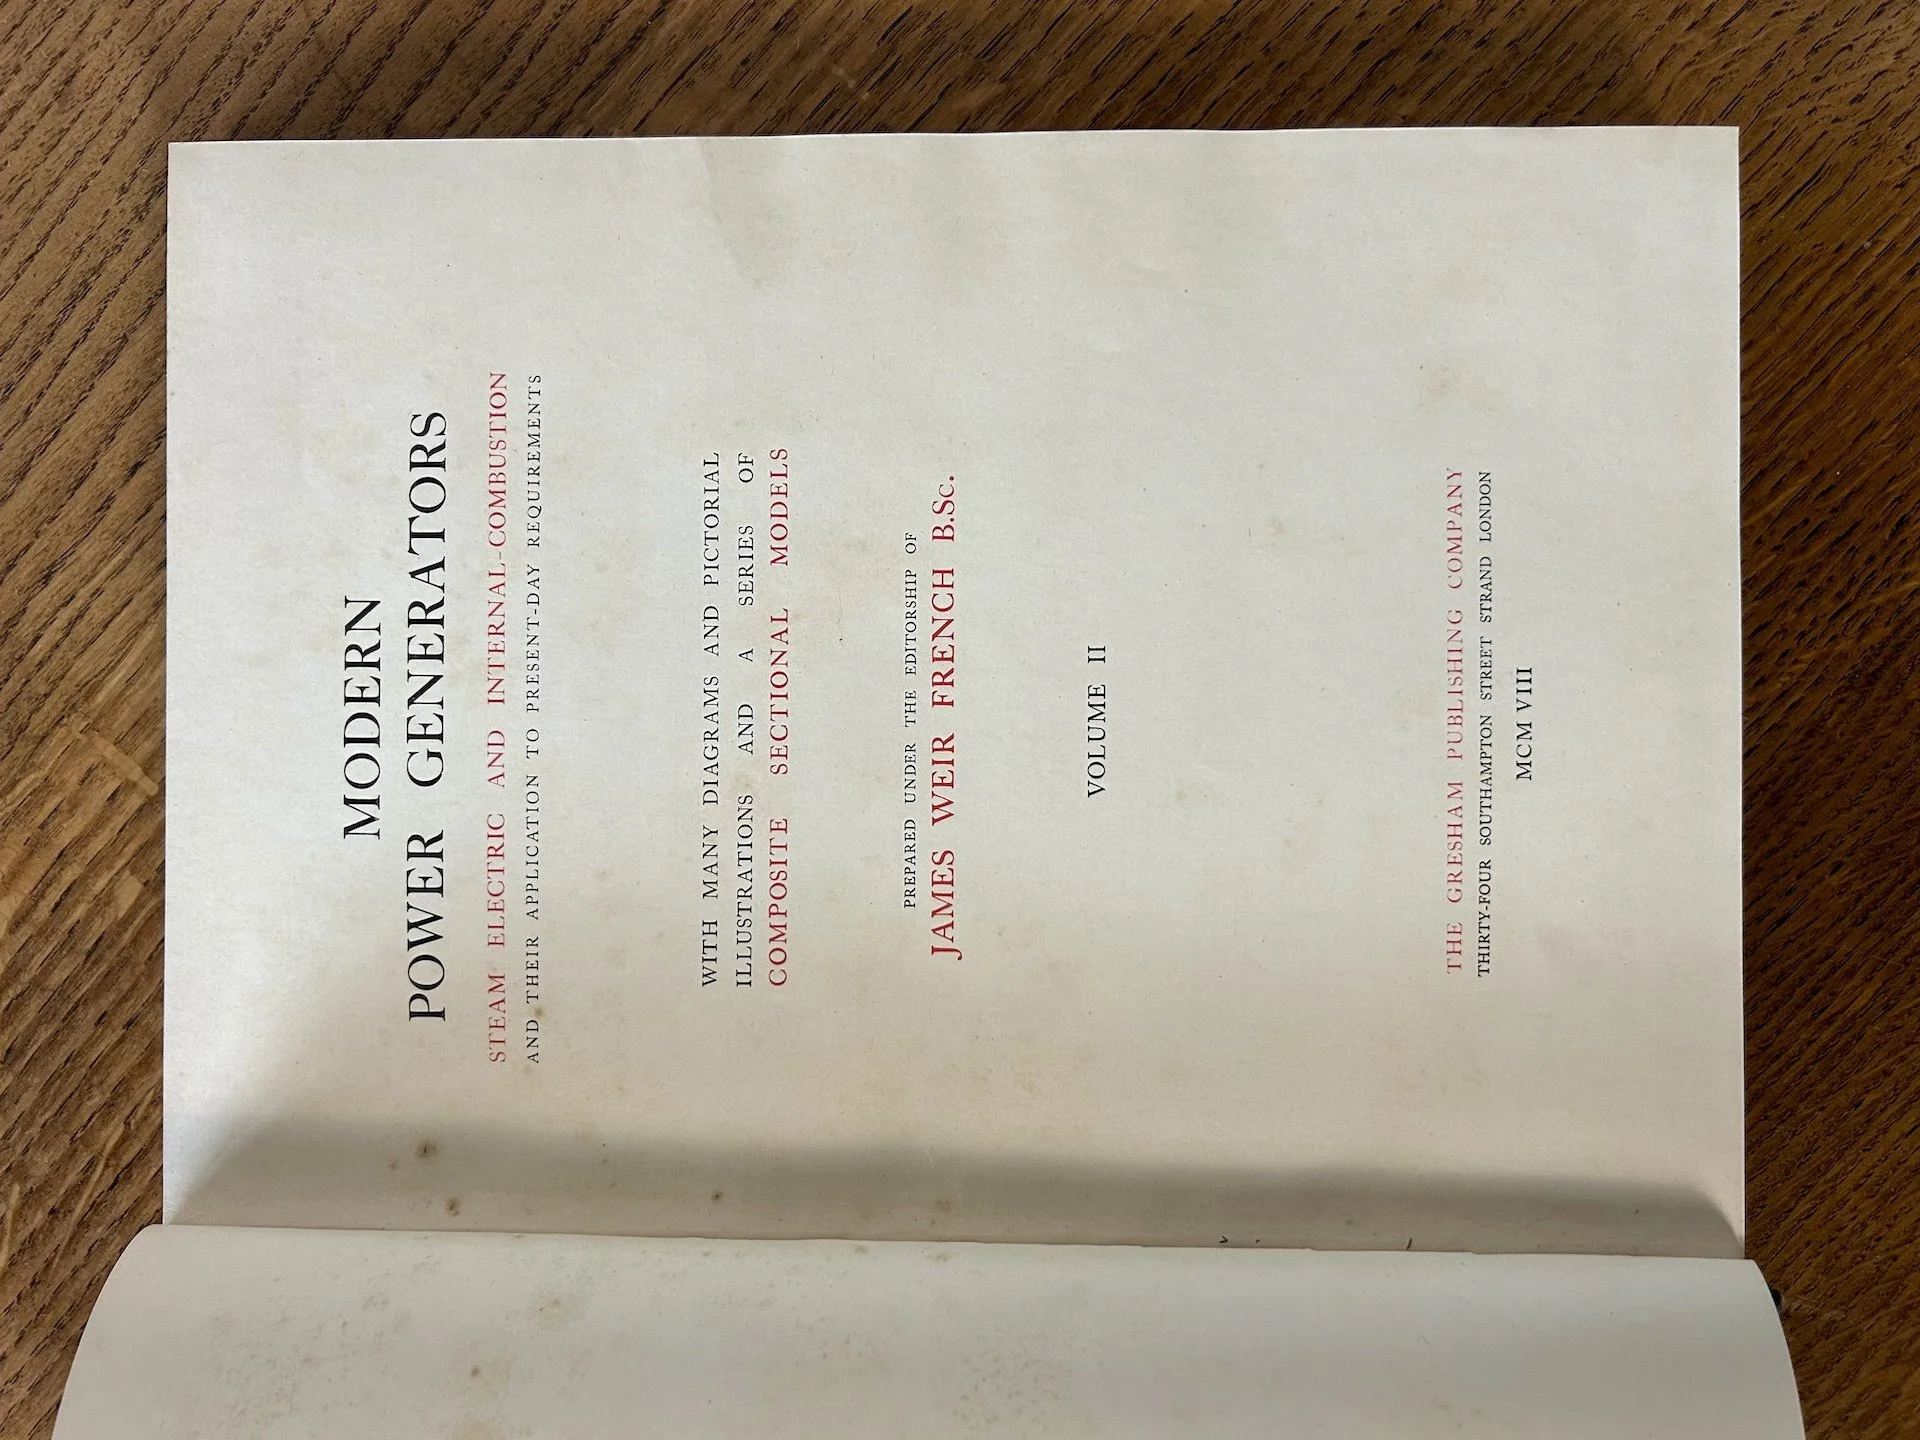 MODERN
POWER GENERATORS
STEAM ELECTRIC AND INTERNAL-COMBUSTION
AND THEIR APPLICATION TO PRESENT-DAY REQUIREMENTS
WITH MANY DIAGRAMS AND PICTORIAL
ILLUSTRATIONS AND A SERIES OF
COMPOSITE SECTIONAL MODELS
PREPARED UNDER THE EDITORSHIP OF
JAMES WEIR FRENCH B.Sc.
VOLUME II
THE GRESHAM PUBLISHING COMPANY
THIRTY-FOUR SOUTHAMPTON STREET STRAND LONDON
MCM VIII